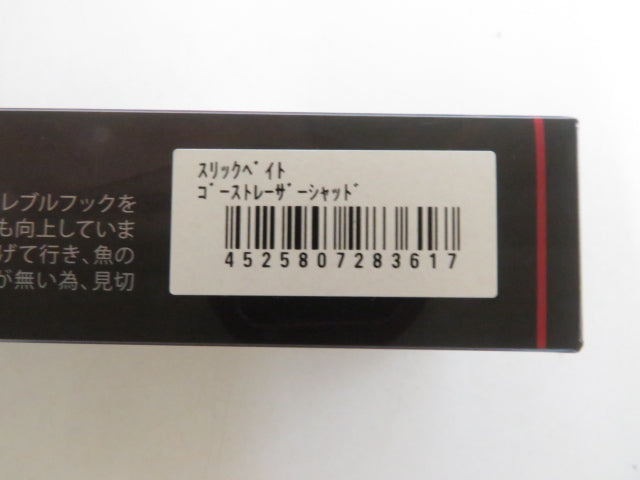 ｽﾘｯｸﾍﾞｲﾄ
ｺﾞｰｽﾄﾚｰｻﾞｰｼｬｯﾄﾞ
4525807283617
レブルフックを
も向上していま
げて行き、魚の
が無い為、見切